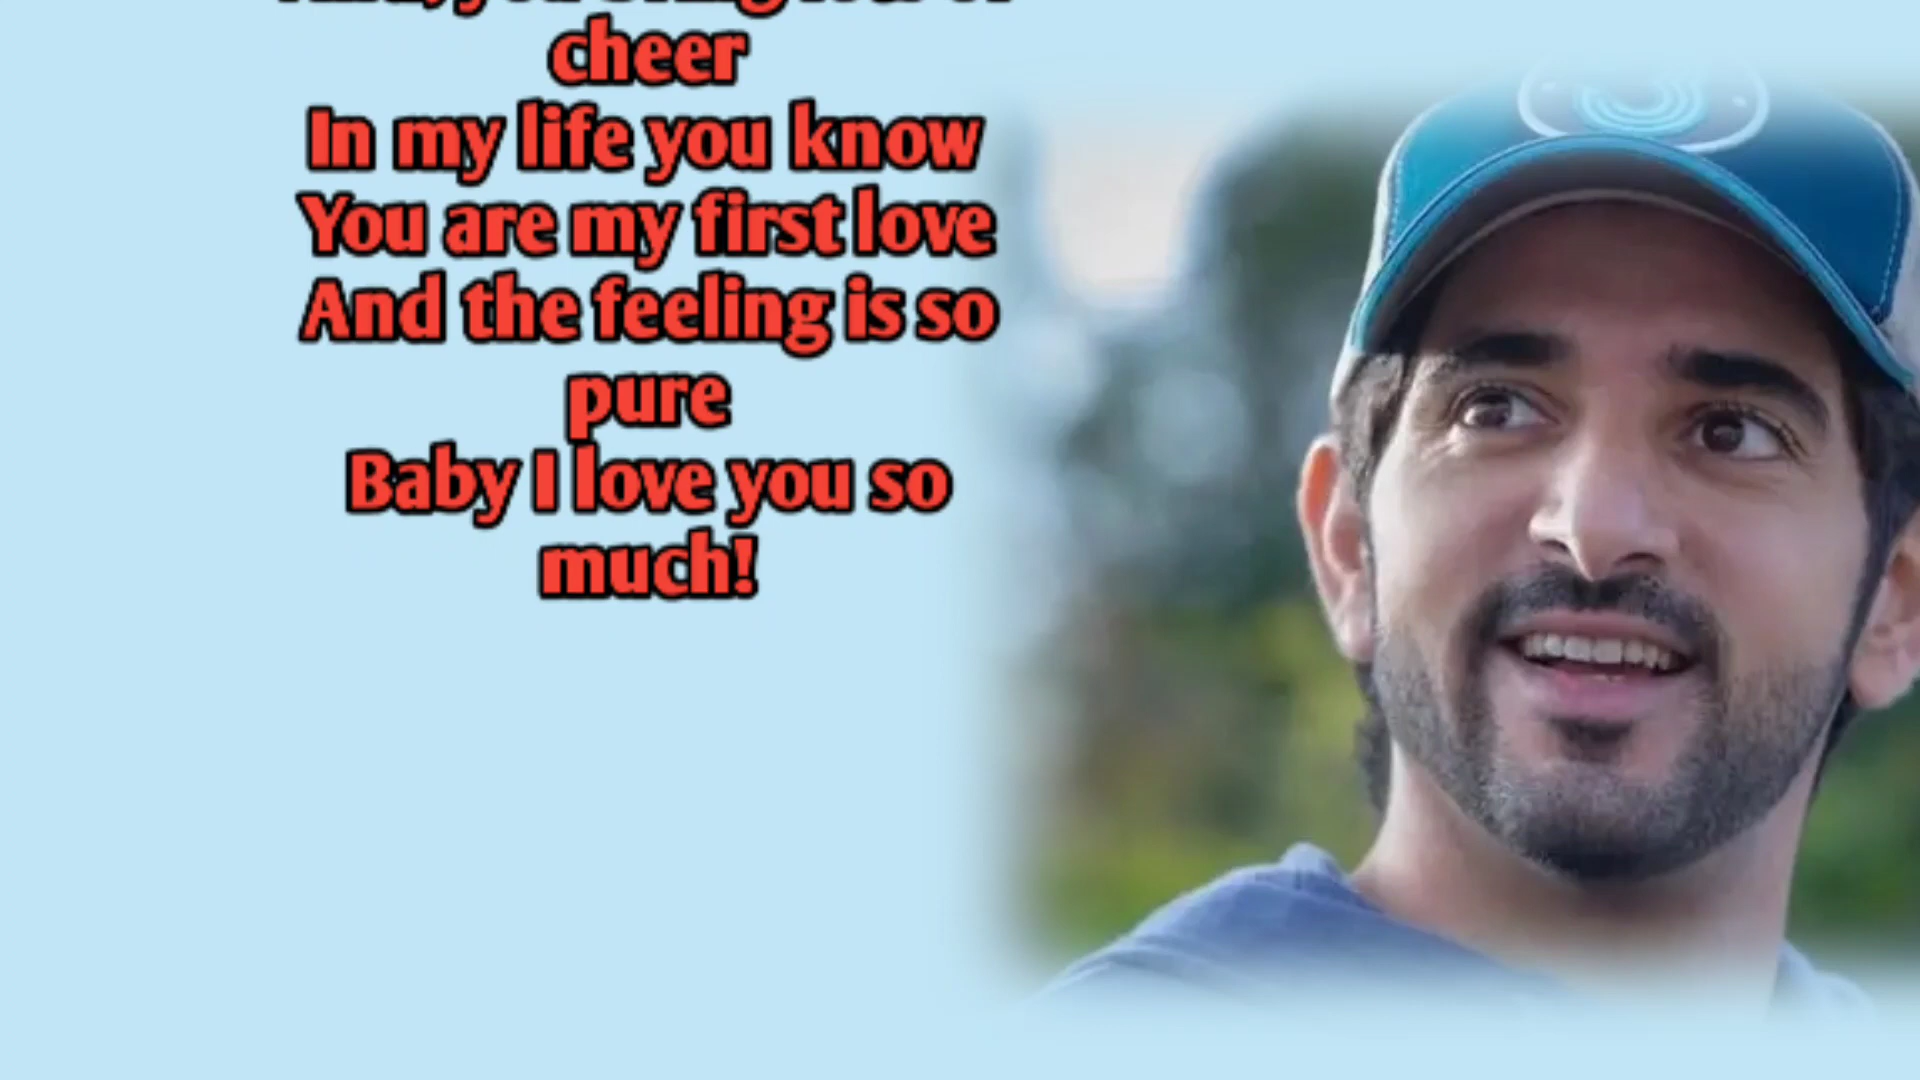 cheer
In my life you know
You are my first love
And the feeling is so
pure
Baby I love you so
much!